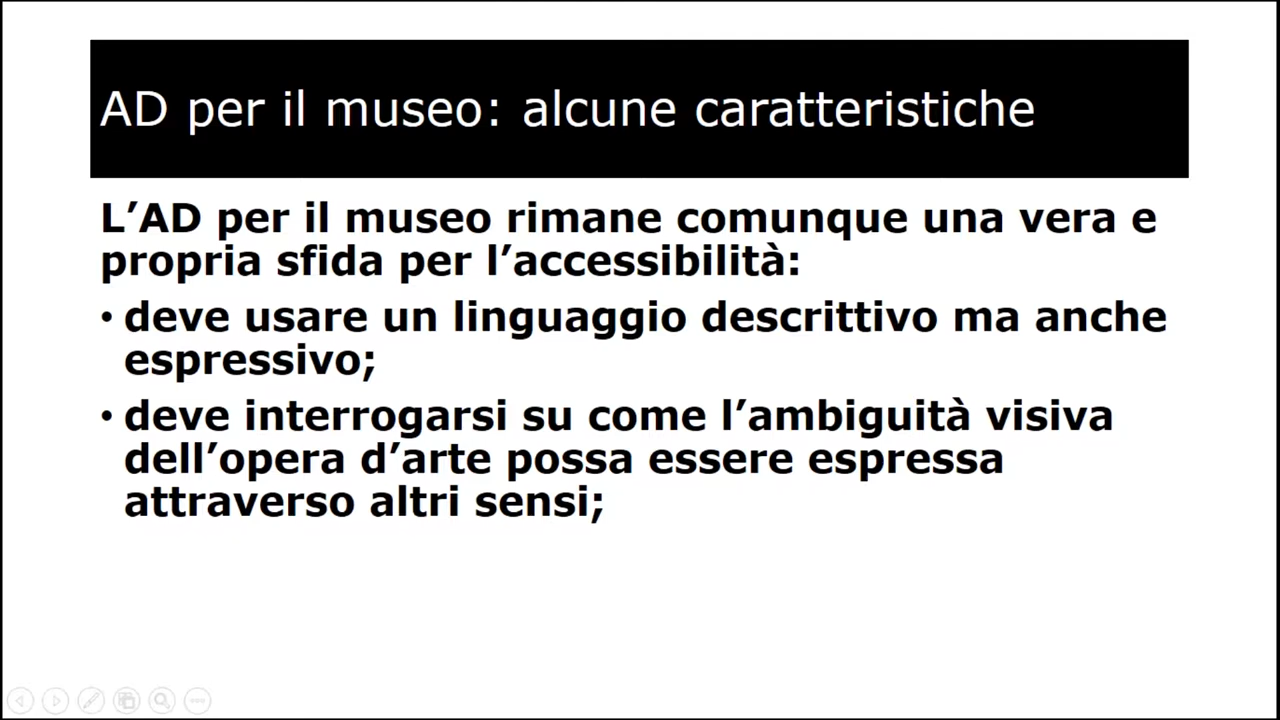 AD per il museo: alcune caratteristiche
L’AD per il museo rimane comunque una vera e
propria sfida per l’accessibilità:
• deve usare un linguaggio descrittivo ma anche
espressivo;
• deve interrogarsi su come l’ambiguità visiva
dell’opera d’arte possa essere espressa
attraverso altri sensi;